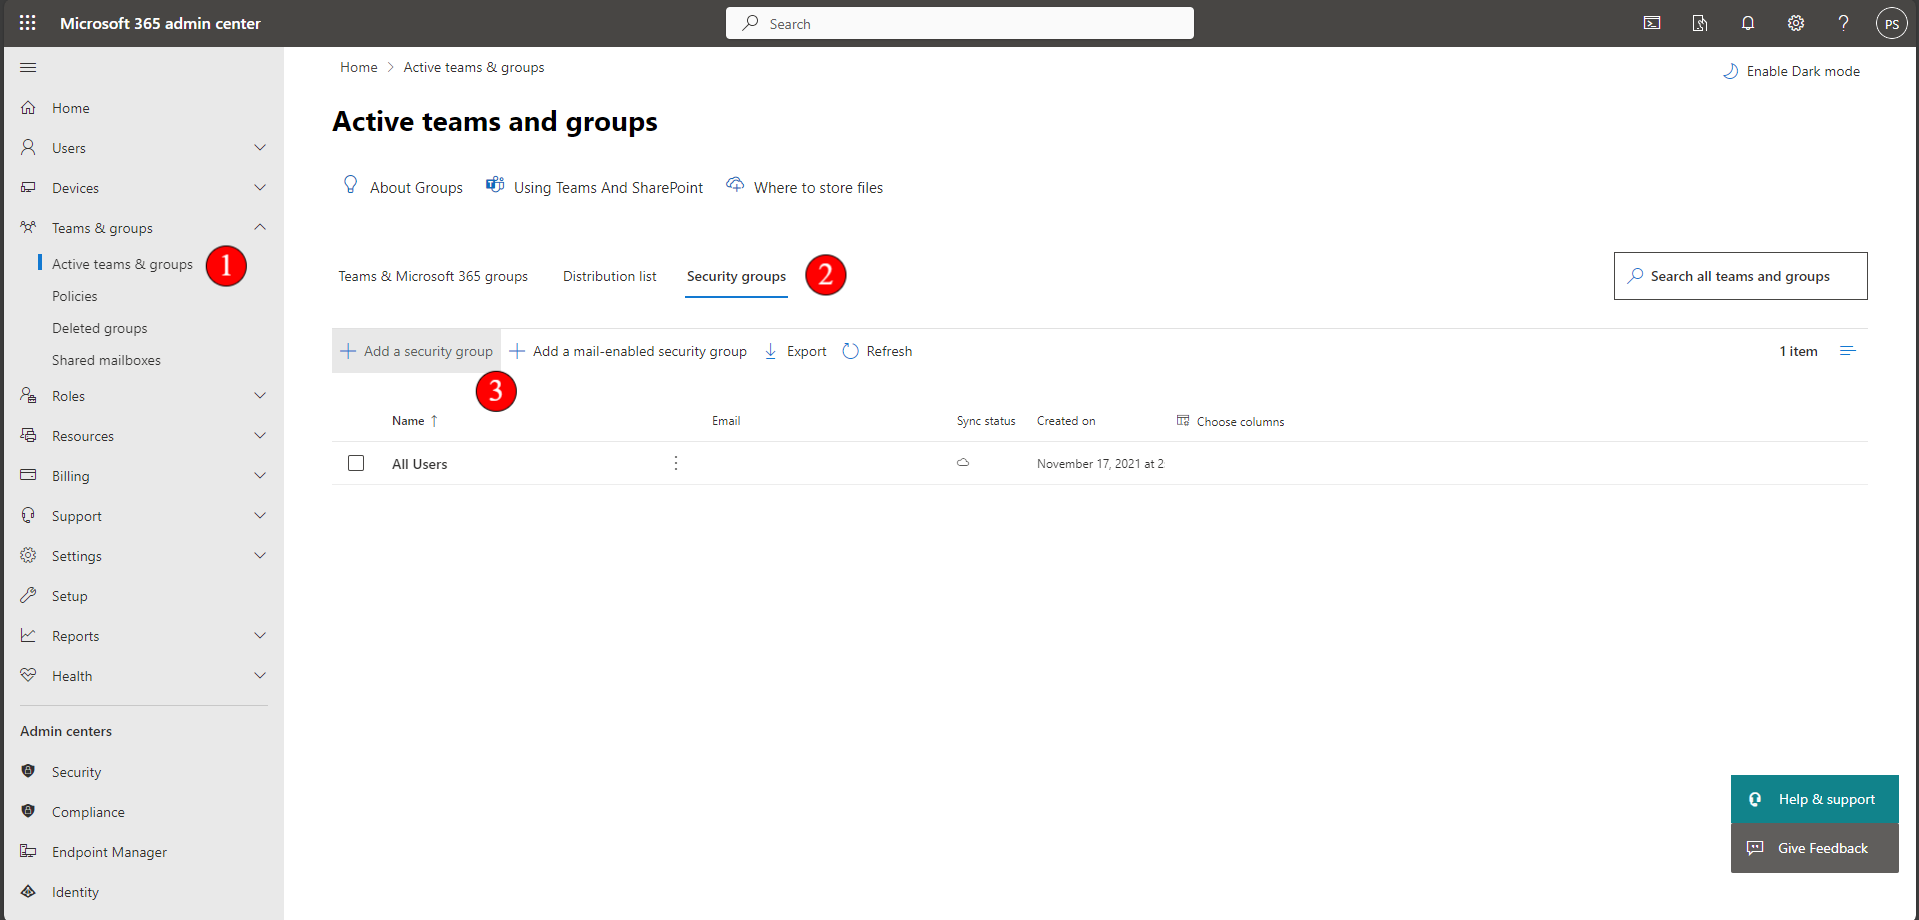 Microsoft 365 admin center
Search
PS
Home > Active teams & groups
Enable Dark mode
Home
Users
Devices
Teams & groups
Active teams & groups 1
Policies
Deleted groups
Shared mailboxes
Roles
Resources
Billing
Support
Settings
Setup
Reports
Health
Admin centers
Security
Compliance
Endpoint Manager
Identity
Active teams and groups
About Groups Using Teams And SharePoint Where to store files
Teams & Microsoft 365 groups Distribution list Security groups 2
Search all teams and groups
Add a security group Add a mail-enabled security group Export Refresh 1 item
3
Name ↑ Email Sync status Created on Choose columns
All Users November 17, 2021 at 2
Help & support
Give Feedback